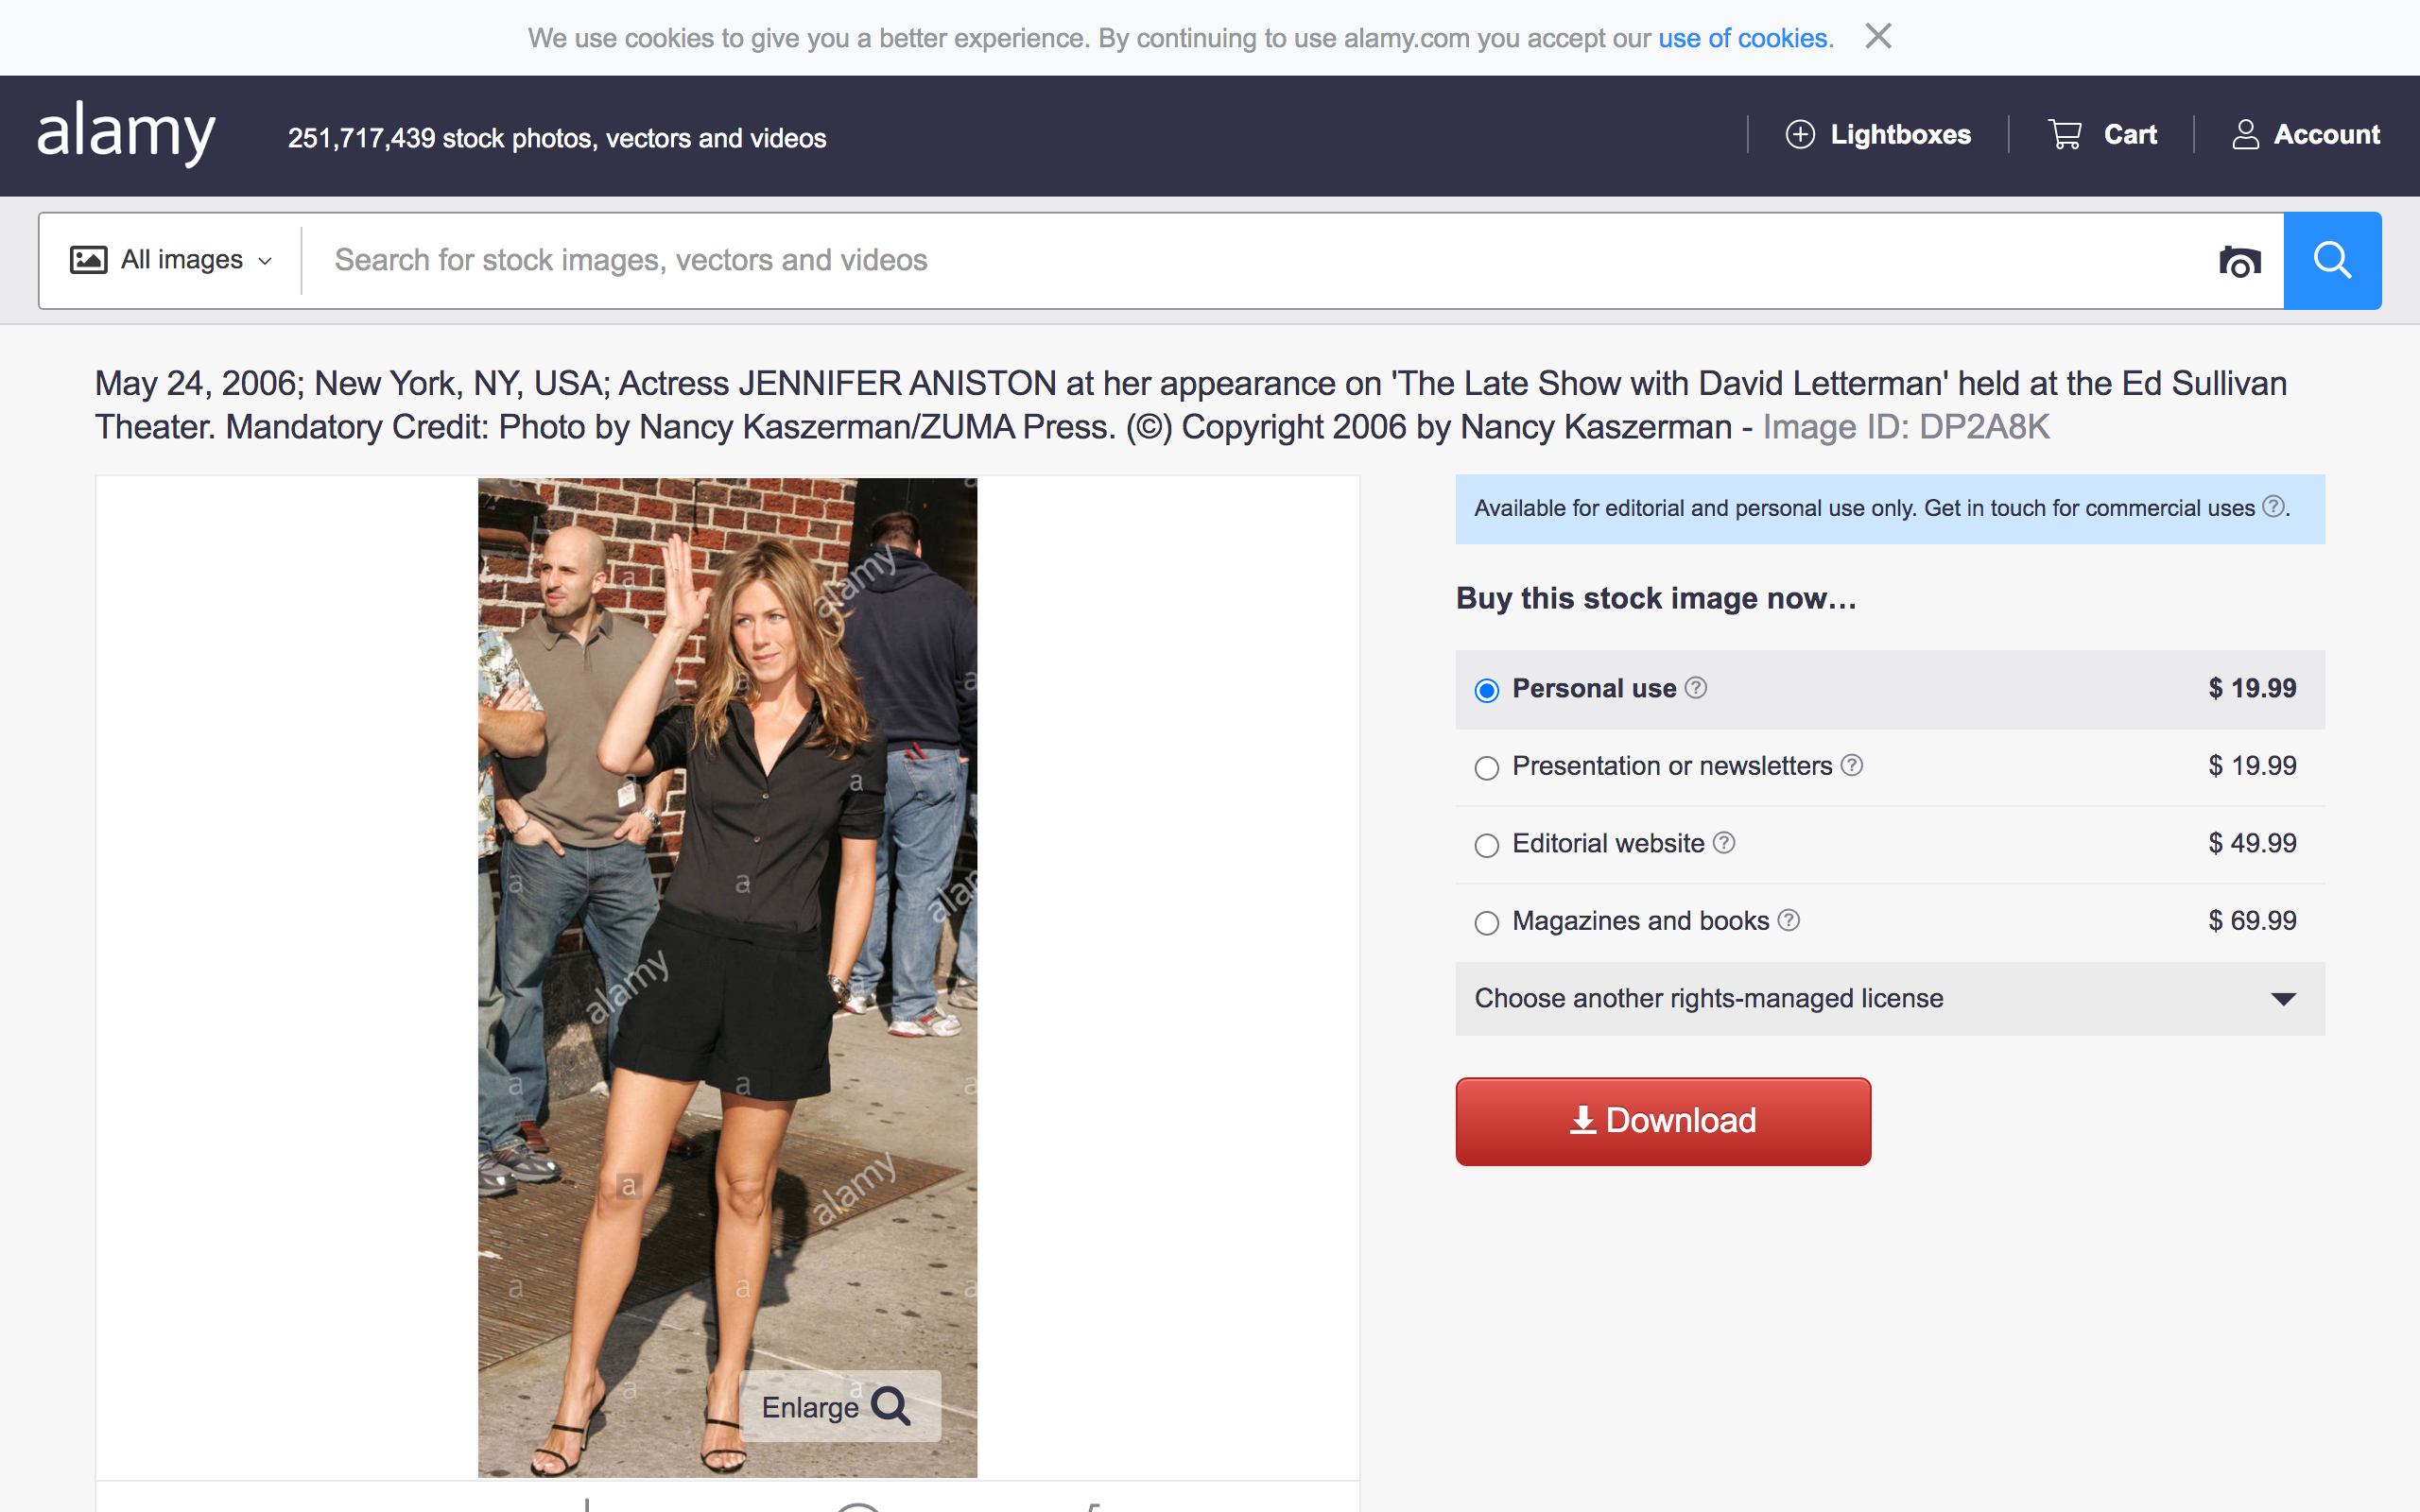 We use cookies to give you a better experience. By continuing to use alamy.com you accept our use of cookies.
alamy
251,717,439 stock photos, vectors and videos
Lightboxes
Cart
Account
All images
Search for stock images, vectors and videos
May 24, 2006; New York, NY, USA; Actress JENNIFER ANISTON at her appearance on 'The Late Show with David Letterman' held at the Ed Sullivan
Theater. Mandatory Credit: Photo by Nancy Kaszerman/ZUMA Press. (©) Copyright 2006 by Nancy Kaszerman - Image ID: DP2A8K
alamy
alamy
alamy
Enlarge
Available for editorial and personal use only. Get in touch for commercial uses ?.
Buy this stock image now…
Personal use ? $ 19.99
Presentation or newsletters ? $ 19.99
Editorial website ? $ 49.99
Magazines and books ? $ 69.99
Choose another rights-managed license
Download